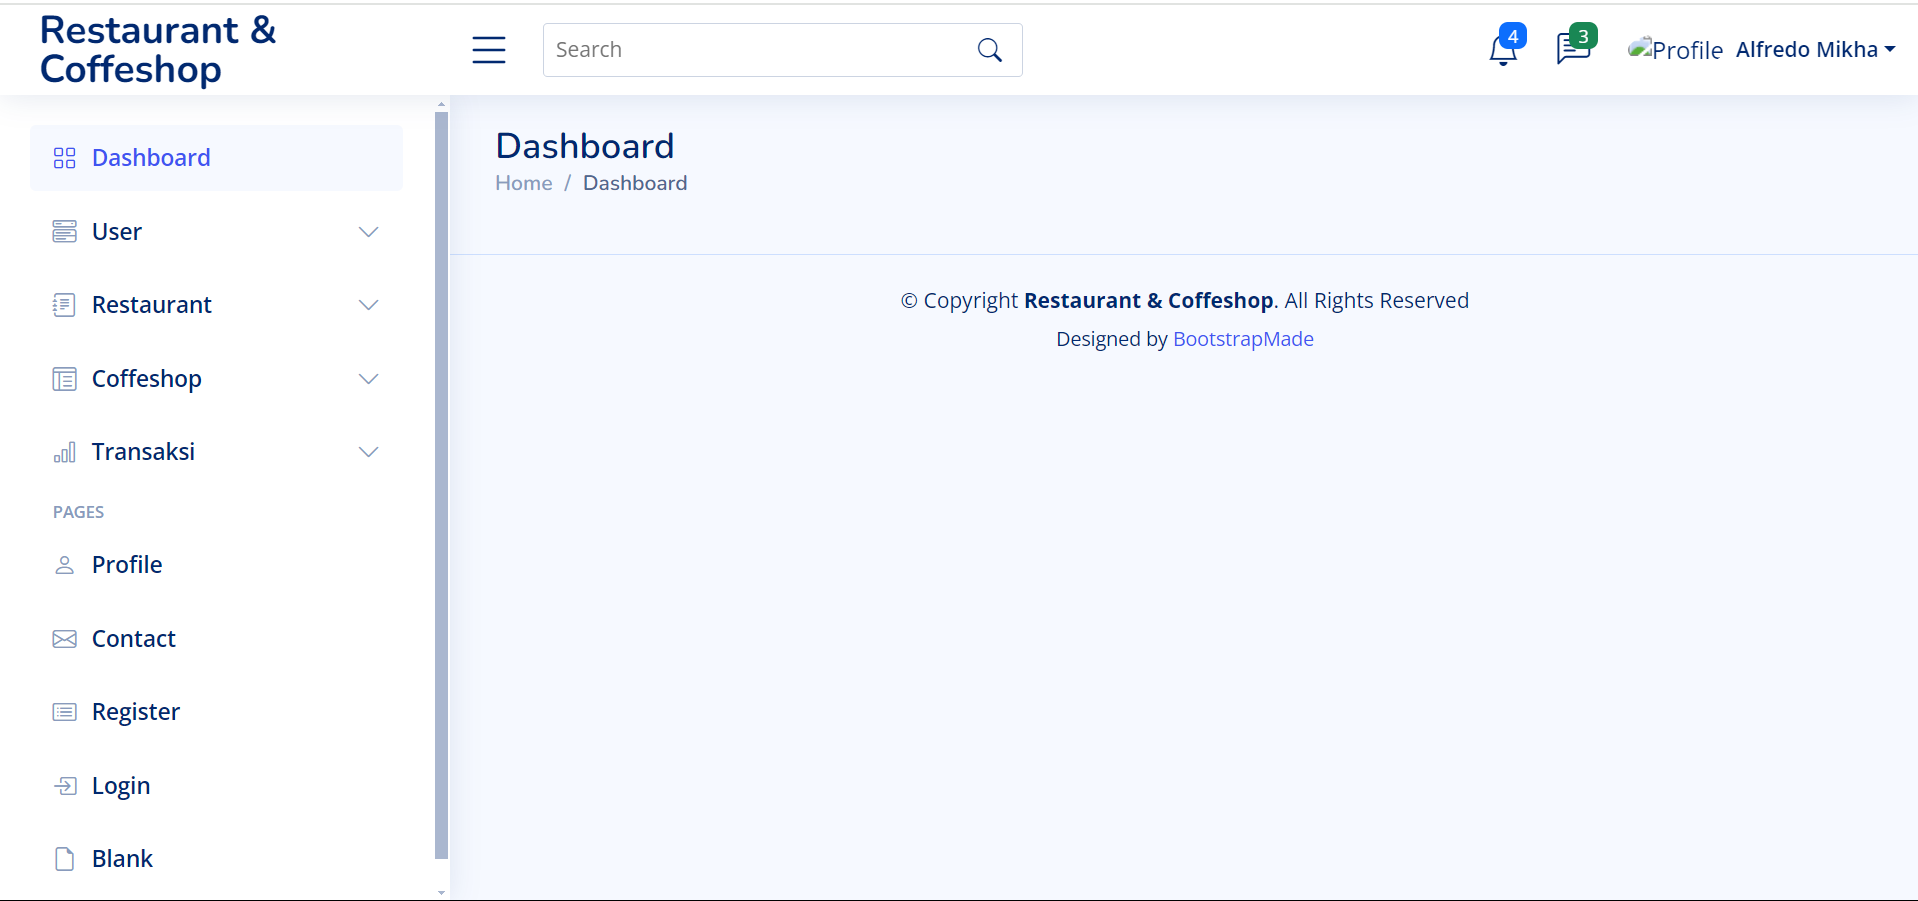 Restaurant &
Coffeshop
Search
4
3
Profile
Alfredo Mikha
Dashboard
User
Restaurant
Coffeshop
Transaksi
PAGES
Profile
Contact
Register
Login
Blank
Dashboard
Home / Dashboard
© Copyright Restaurant & Coffeshop. All Rights Reserved
Designed by BootstrapMade